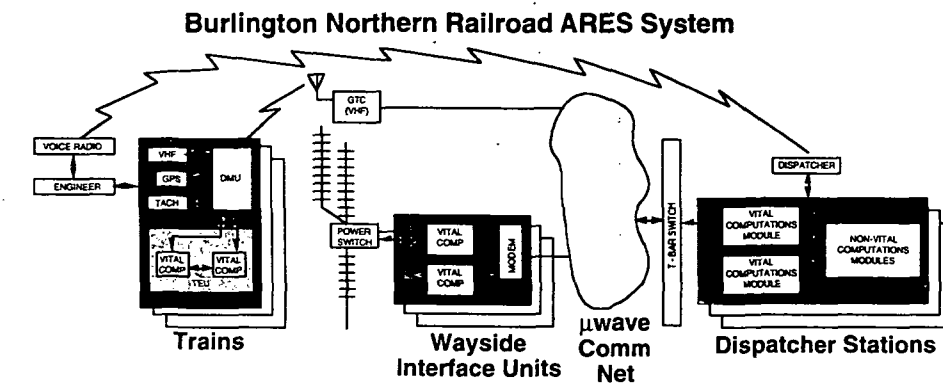 Burlington Northern Railroad ARES System
GTC
(VHF)
VOICE RADIO
ENGINEER
VHF
GPS
TACH
DMU
VITAL
COMP
VITAL
COMP
TEU
Trains
POWER
SWITCH
VITAL
COMP
VITAL
COMP
MODEM
Wayside
Interface Units
μwave
Comm
Net
T-BAR SWITCH
DISPATCHER
VITAL
COMPUTATIONS
MODULE
VITAL
COMPUTATIONS
MODULE
NON-VITAL
COMPUTATIONS
MODULES
Dispatcher Stations